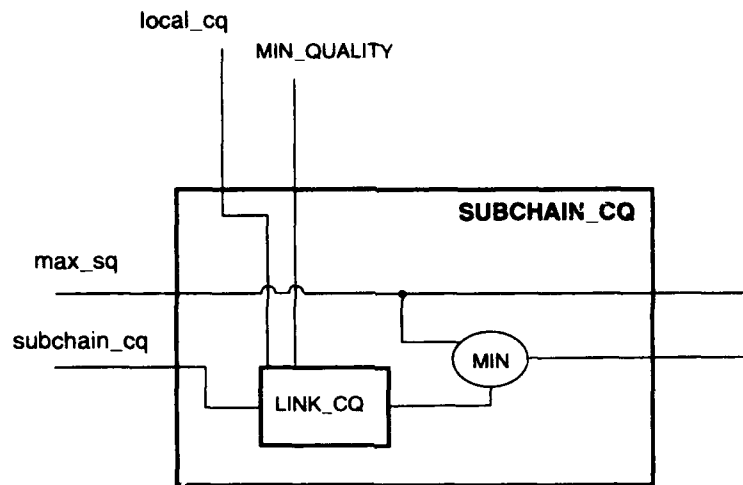 local_cq
MIN_QUALITY
SUBCHAIN_CQ
max_sq
subchain_cq
MIN
LINK_CQ